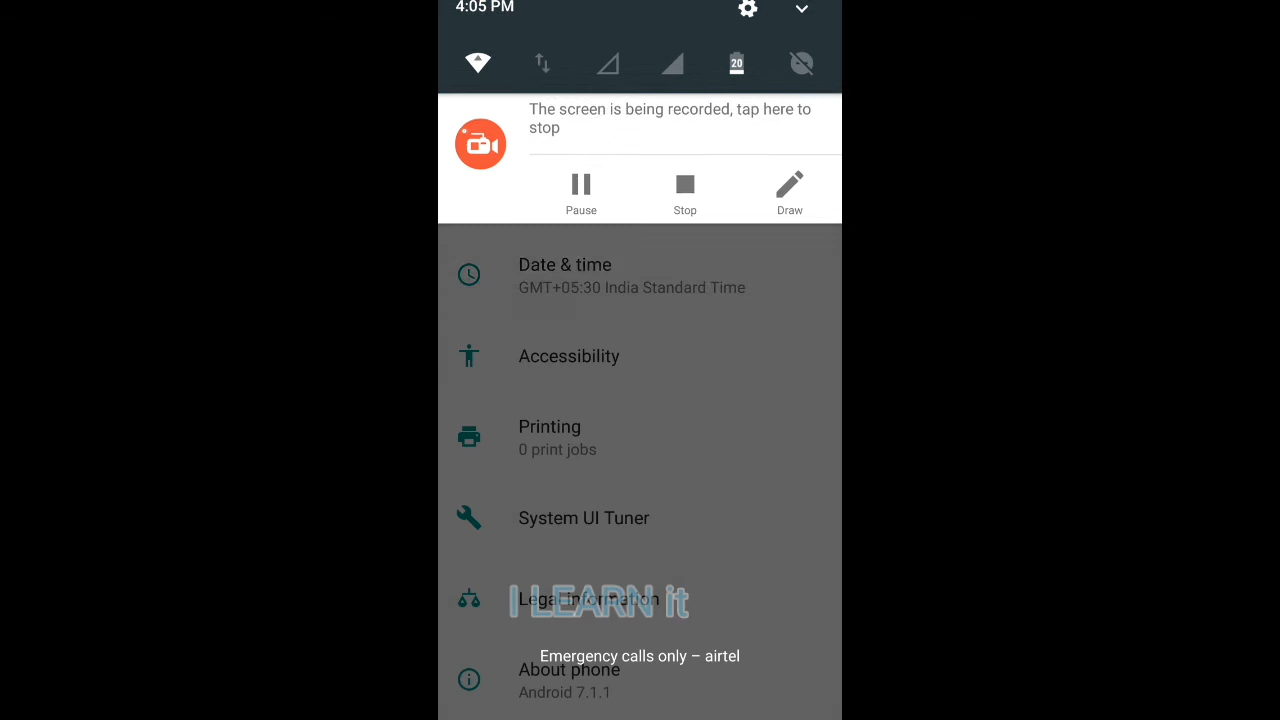 4:05 PM
20
The screen is being recorded, tap here to
stop
Pause
Stop
Draw
Date & time
GMT+05:30 India Standard Time
Accessibility
Printing
0 print jobs
System UI Tuner
Legal information
I LEARN it
Emergency calls only – airtel
About phone
Android 7.1.1